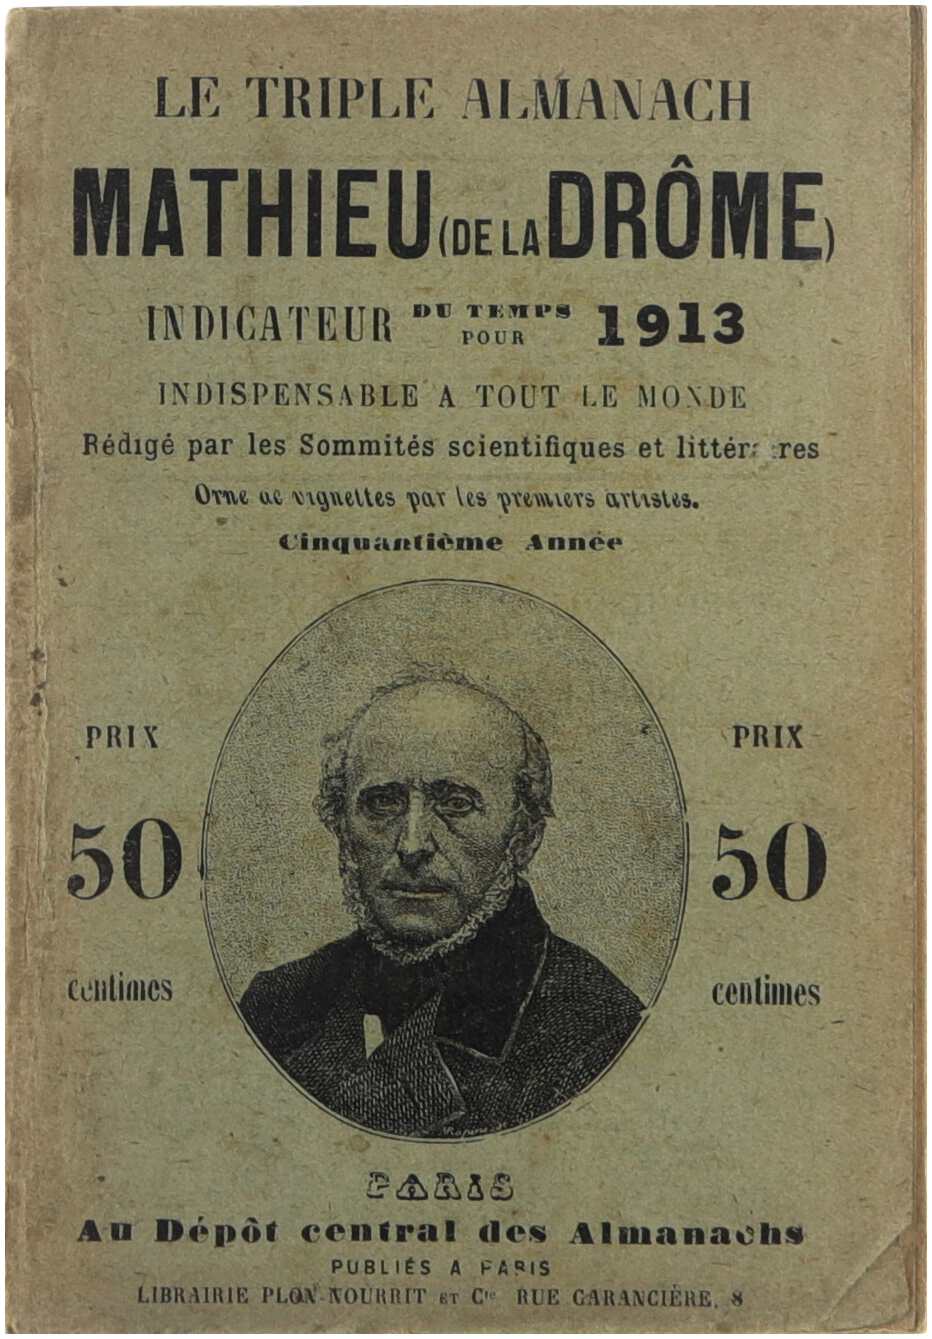 LE TRIPLE ALMANACH
MATHIEU (DE LA DRÔME)
INDICATEUR DU TEMPS POUR 1913
INDISPENSABLE A TOUT LE MONDE
Rédigé par les Sommités scientifiques et littéraires
Orné de vignettes par les premiers artistes.
Cinquantième Année
PRIX
50
centimes
PRIX
50
centimes
PARIS
Au Dépôt central des Almanachs
PUBLIÉS A PARIS
LIBRAIRIE PLON-NOURRIT ET Cie RUE GARANCIÈRE, 8